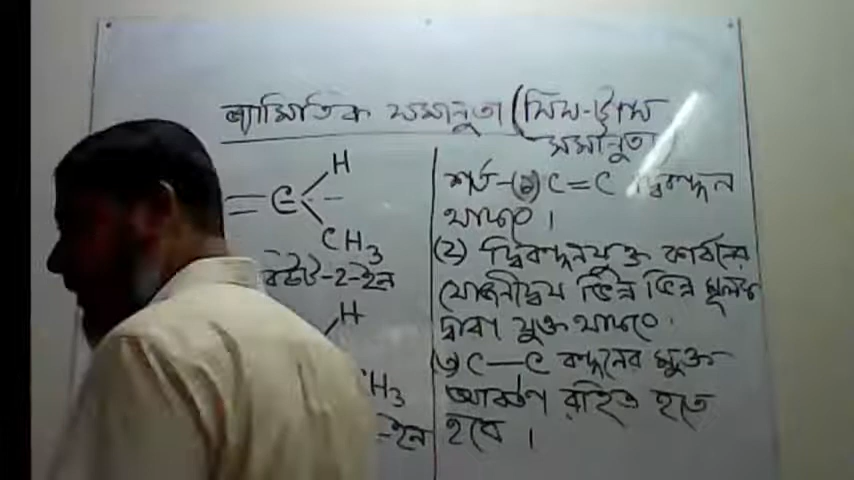 জ্যামিতিক সমানুতা (সিস-ট্রান্স
সমানুতা)
H
=C
CH3
বিউট-2-ইন
H
H3
-ইন
শর্ত-(১) C=C দ্বিবন্ধন
থাকবে।
(২) দ্বিবন্ধনযুক্ত কার্বনের
যোজনীদ্বয় ভিন্ন ভিন্ন মূলক
দ্বারা যুক্ত থাকবে।
(৩) C—C বন্ধনের মুক্ত
আবর্তন রহিত হতে
হবে।